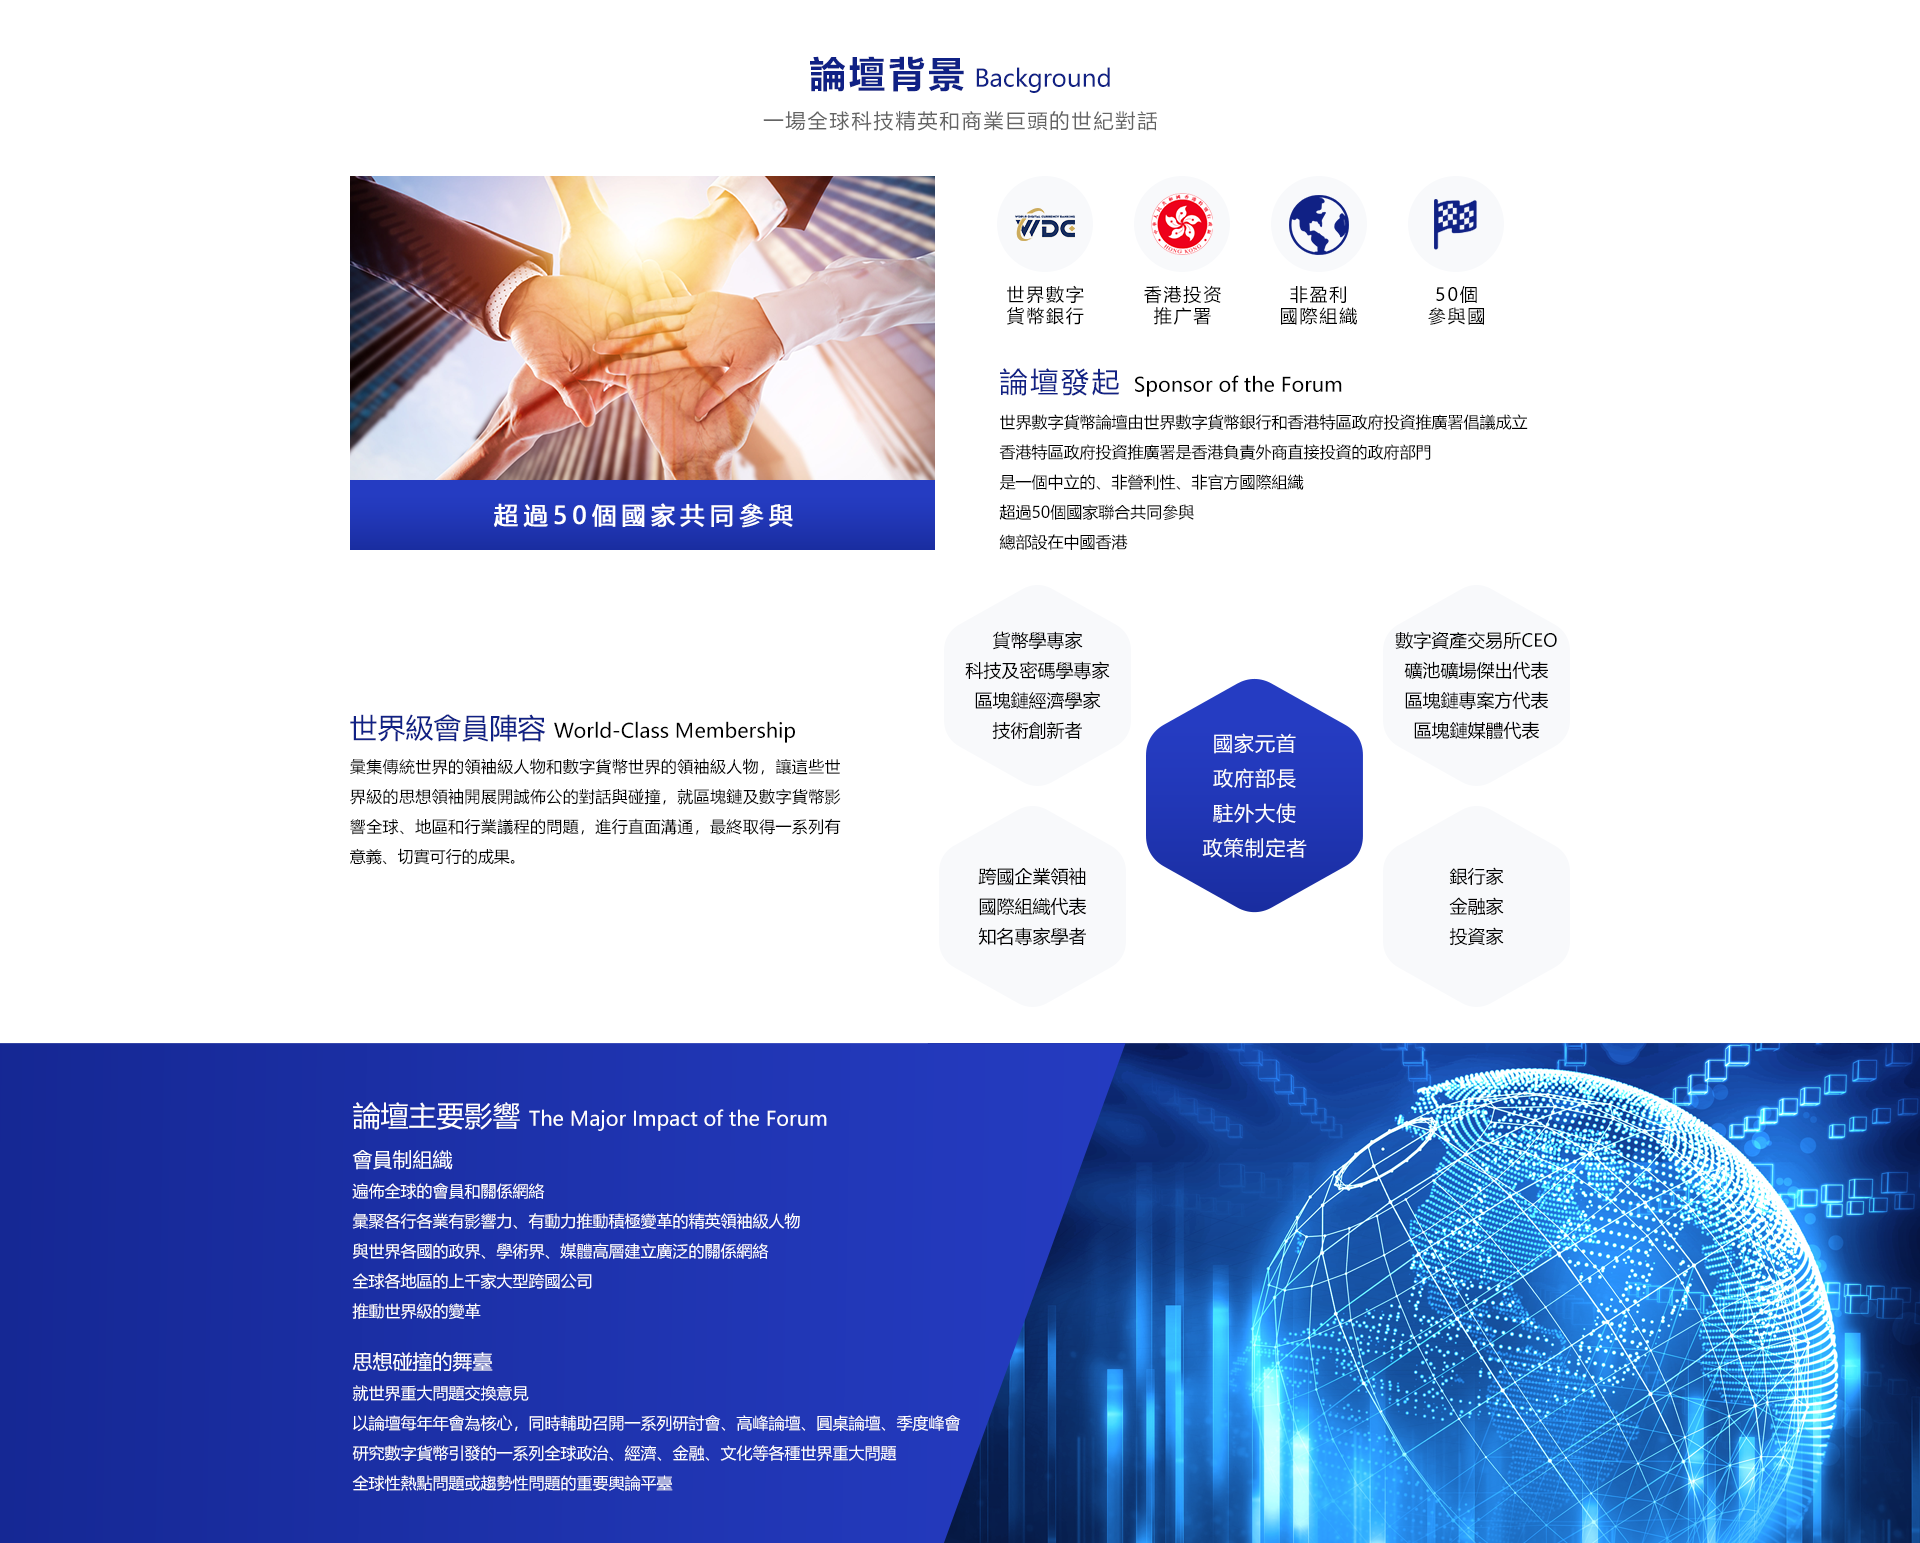 論壇背景 Background
一場全球科技精英和商業巨頭的世紀對話
超過50個國家共同參與
WORLD DIGITAL CURRENCY BANKING
WDC
HONG KONG
世界數字
貨幣銀行
香港投资
推广署
非盈利
國際組織
50個
參與國
論壇發起 Sponsor of the Forum
世界數字貨幣論壇由世界數字貨幣銀行和香港特區政府投資推廣署倡議成立
香港特區政府投資推廣署是香港負責外商直接投資的政府部門
是一個中立的、非營利性、非官方國際組織
超過50個國家聯合共同參與
總部設在中國香港
世界級會員陣容 World-Class Membership
彙集傳統世界的領袖級人物和數字貨幣世界的領袖級人物，讓這些世
界級的思想領袖開展開誠佈公的對話與碰撞，就區塊鏈及數字貨幣影
響全球、地區和行業議程的問題，進行直面溝通，最終取得一系列有
意義、切實可行的成果。
貨幣學專家
科技及密碼學專家
區塊鏈經濟學家
技術創新者
國家元首
政府部長
駐外大使
政策制定者
數字資產交易所CEO
礦池礦場傑出代表
區塊鏈專案方代表
區塊鏈媒體代表
跨國企業領袖
國際組織代表
知名專家學者
銀行家
金融家
投資家
論壇主要影響 The Major Impact of the Forum
會員制組織
遍佈全球的會員和關係網絡
彙聚各行各業有影響力、有動力推動積極變革的精英領袖級人物
與世界各國的政界、學術界、媒體高層建立廣泛的關係網絡
全球各地區的上千家大型跨國公司
推動世界級的變革
思想碰撞的舞臺
就世界重大問題交換意見
以論壇每年年會為核心，同時輔助召開一系列研討會、高峰論壇、圓桌論壇、季度峰會
研究數字貨幣引發的一系列全球政治、經濟、金融、文化等各種世界重大問題
全球性熱點問題或趨勢性問題的重要輿論平臺